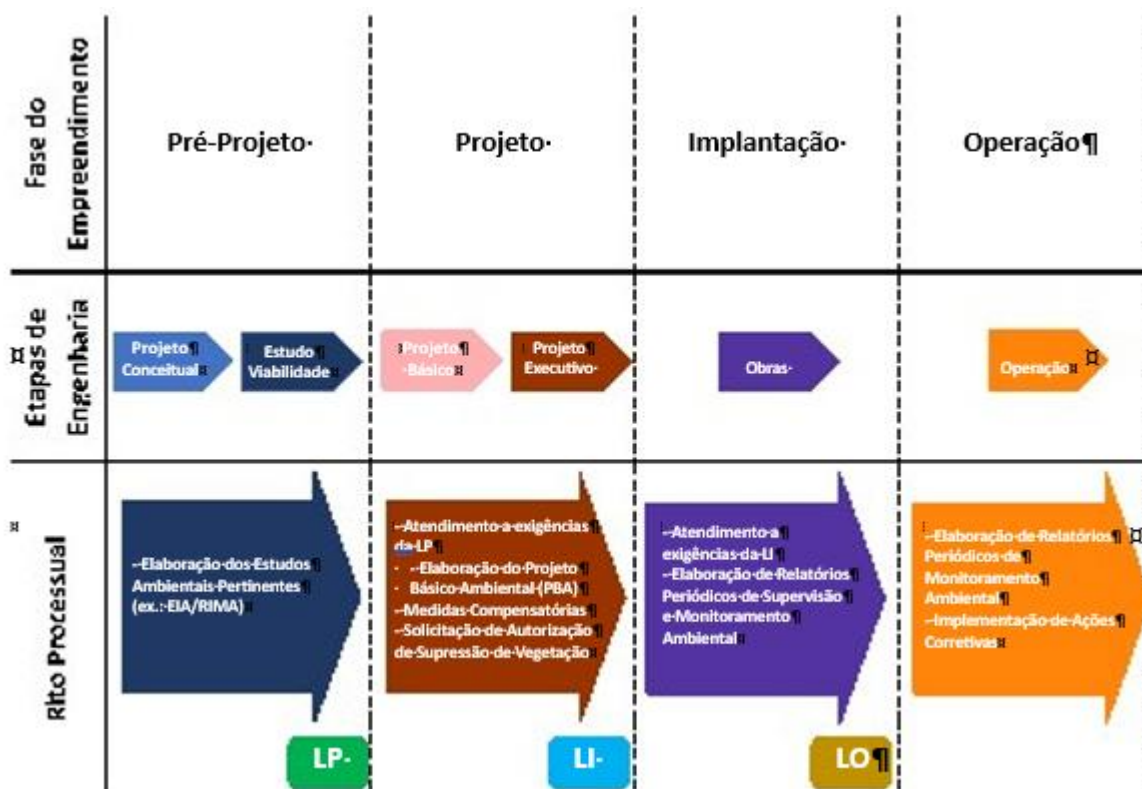 Fase do
Empreendimento
Pré-Projeto·
Projeto·
Implantação·
Operação¶
Etapas de
Engenharia
¤
Projeto¶
Conceitual¤
Estudo¶
Viabilidade¤
Projeto¶
·Básico¤
Projeto¶
Executivo·
Obras·
Operação¤
¤
Rito Processual
¤
-·Elaboração·dos·Estudos·
Ambientais·Pertinentes·
(ex.:·EIA/RIMA)¤
-·Atendimento·a·exigências¶
da·LP¶
- -·Elaboração·do·Projeto¶
- Básico·Ambiental·(PBA)¶
-·Medidas·Compensatórias¶
-·Solicitação·de·Autorização¶
de·Supressão·de·Vegetação¤
-·Atendimento·a¶
exigências·da·LI¶
-·Elaboração·de·Relatórios¶
Periódicos·de·Supervisão¶
e·Monitoramento¶
Ambiental¤
-·Elaboração·de·Relatórios¶
Periódicos·de¶
Monitoramento¶
Ambiental¶
-·Implementação·de·Ações¶
Corretivas¤
¤
LP·
LI·
LO¶